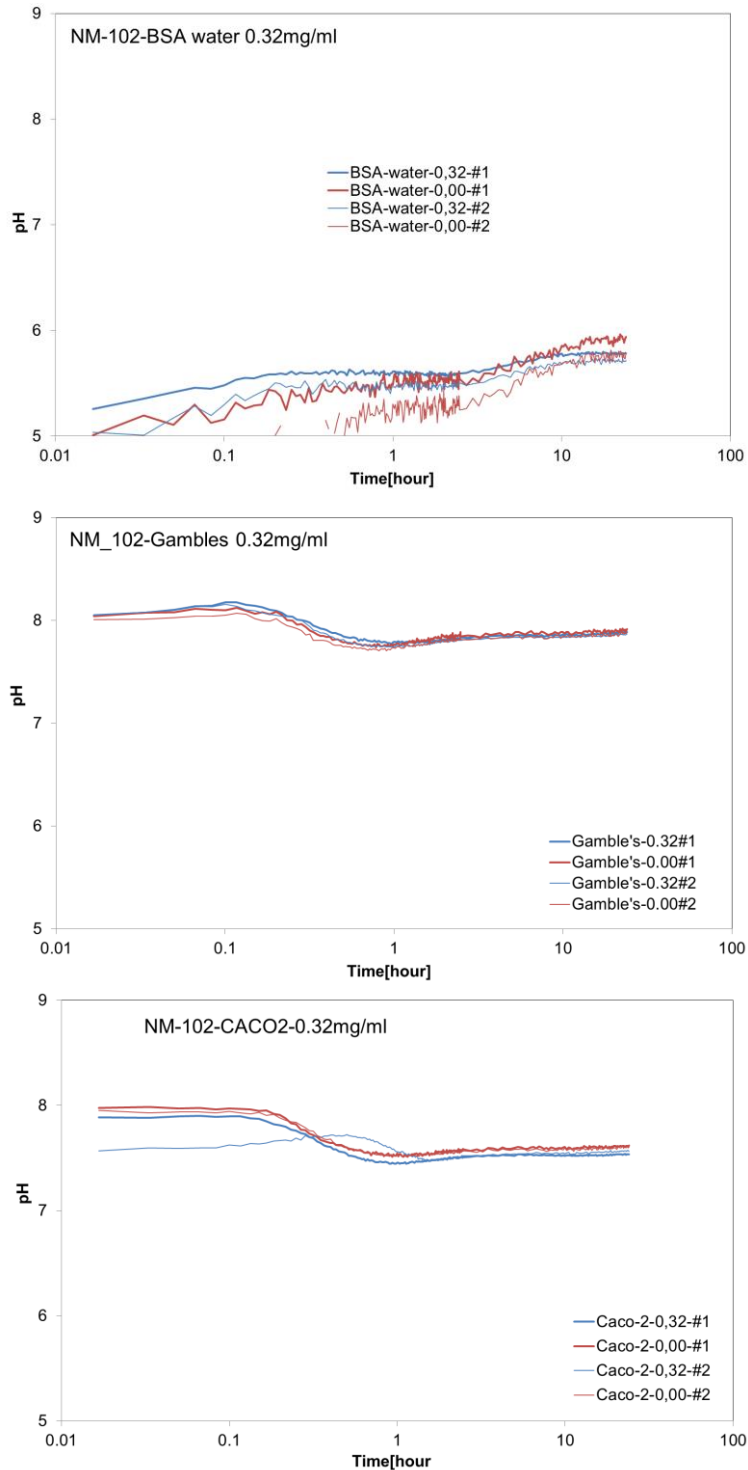 9
NM-102-BSA water 0.32mg/ml
8
BSA-water-0,32-#1
BSA-water-0,00-#1
BSA-water-0,32-#2
BSA-water-0,00-#2
7
pH
6
5
0.01 0.1 1 10 100
Time[hour]
9
NM_102-Gambles 0.32mg/ml
8
7
pH
6
Gamble's-0.32#1
Gamble's-0.00#1
Gamble's-0.32#2
Gamble's-0.00#2
5
0.01 0.1 1 10 100
Time[hour]
9
NM-102-CACO2-0.32mg/ml
8
7
pH
6
Caco-2-0,32-#1
Caco-2-0,00-#1
Caco-2-0,32-#2
Caco-2-0,00-#2
5
0.01 0.1 1 10 100
Time[hour